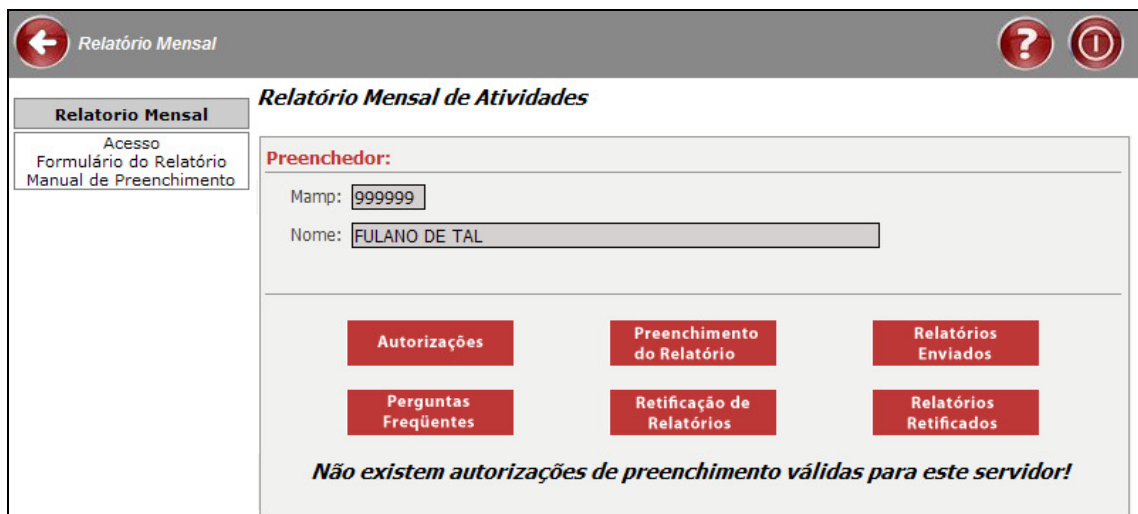 Relatório Mensal
Relatório Mensal de Atividades
Relatorio Mensal
Acesso
Formulário do Relatório
Manual de Preenchimento
Preenchedor:
Mamp: 999999
Nome: FULANO DE TAL
Autorizações
Preenchimento
do Relatório
Relatórios
Enviados
Perguntas
Freqüentes
Retificação de
Relatórios
Relatórios
Retificados
Não existem autorizações de preenchimento válidas para este servidor!